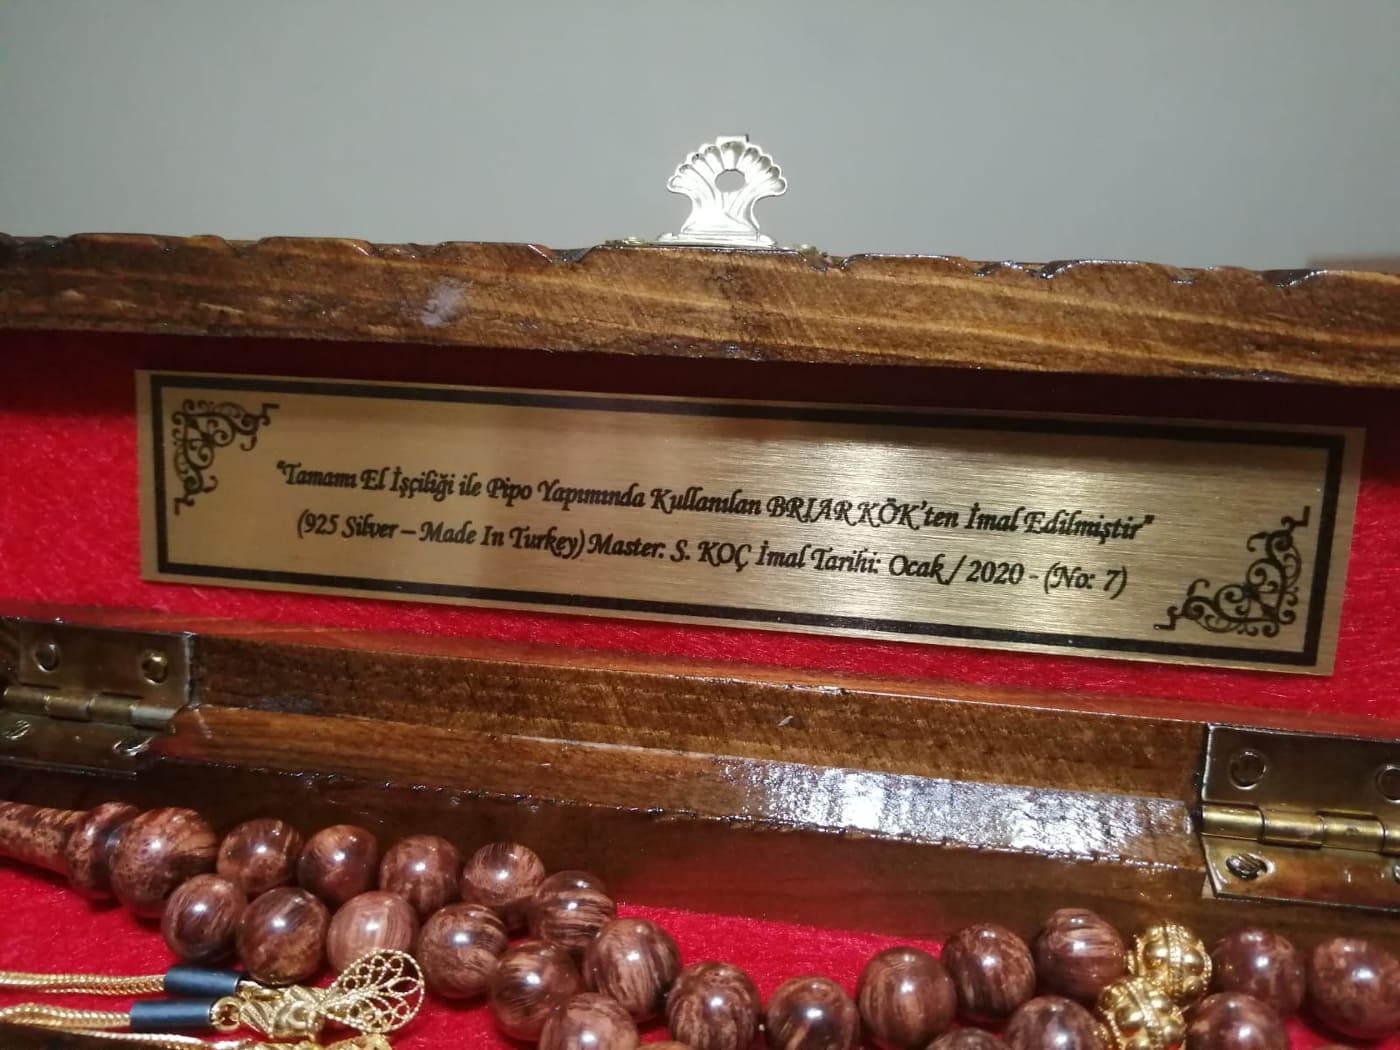 "Tamamı El İşçiliği ile Pipo Yapımında Kullanılan BRIAR KÖK'ten İmal Edilmiştir"
(925 Silver – Made In Turkey) Master: S. KOÇ İmal Tarihi: Ocak / 2020 - (No: 7)